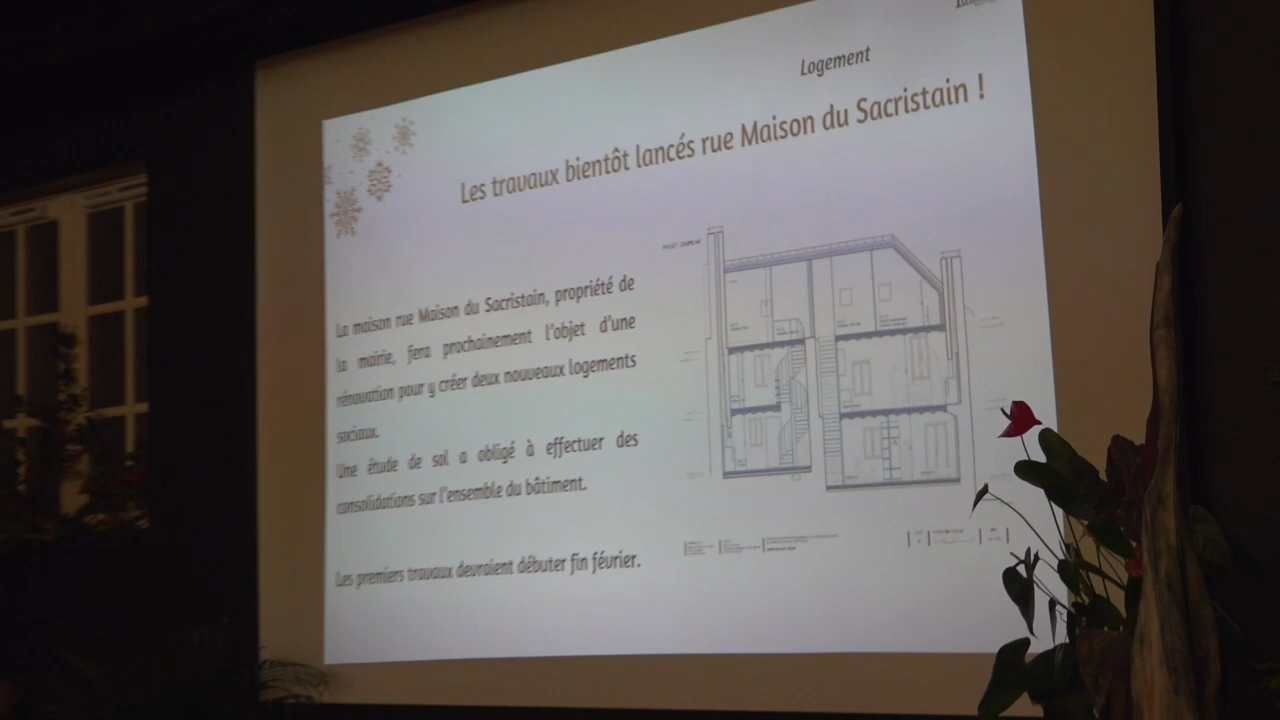 Logement
Les travaux bientôt lancés rue Maison du Sacristain !
La maison rue Maison du Sacristain, propriété de
la mairie, fera prochainement l'objet d'une
rénovation pour y créer deux nouveaux logements
sociaux.
Une étude de sol a obligé à effectuer des
consolidations sur l'ensemble du bâtiment.
Les premiers travaux devraient débuter fin février.